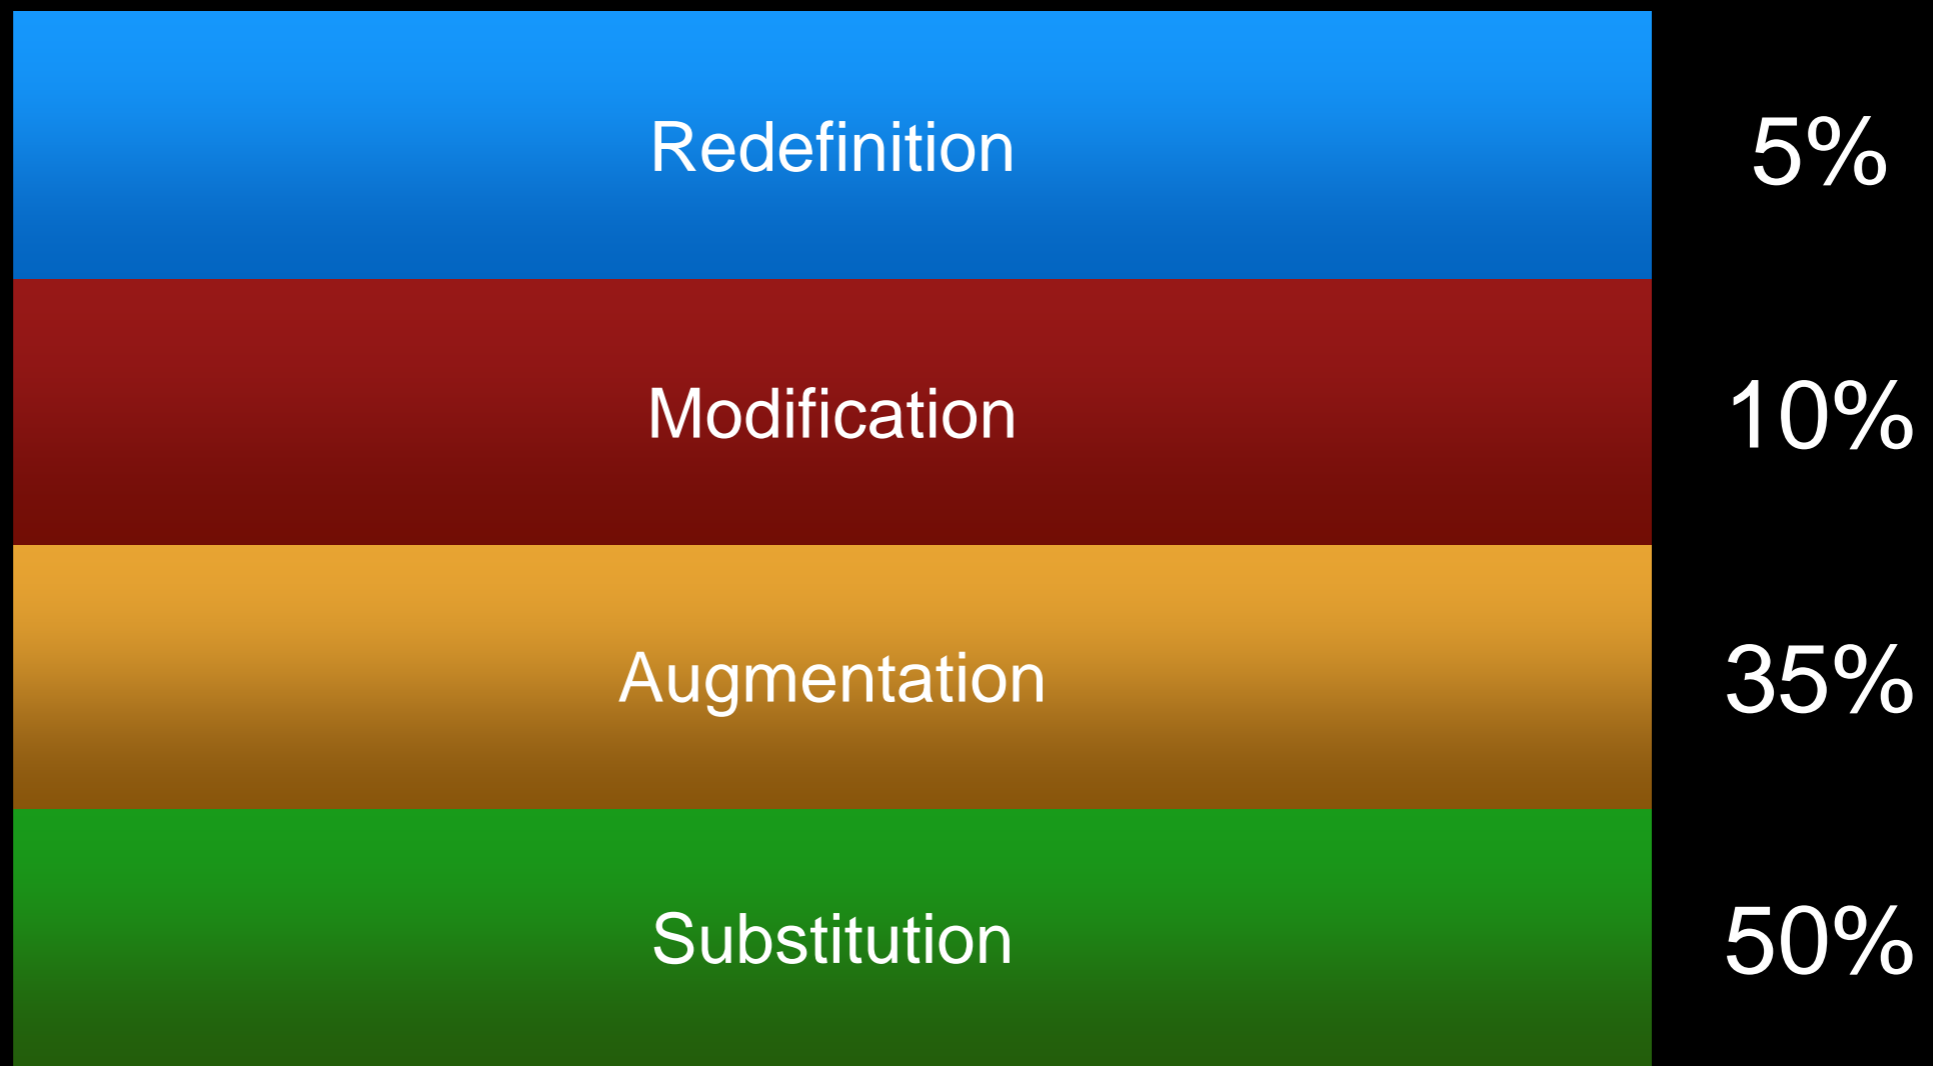 Redefinition 5%
Modification 10%
Augmentation 35%
Substitution 50%